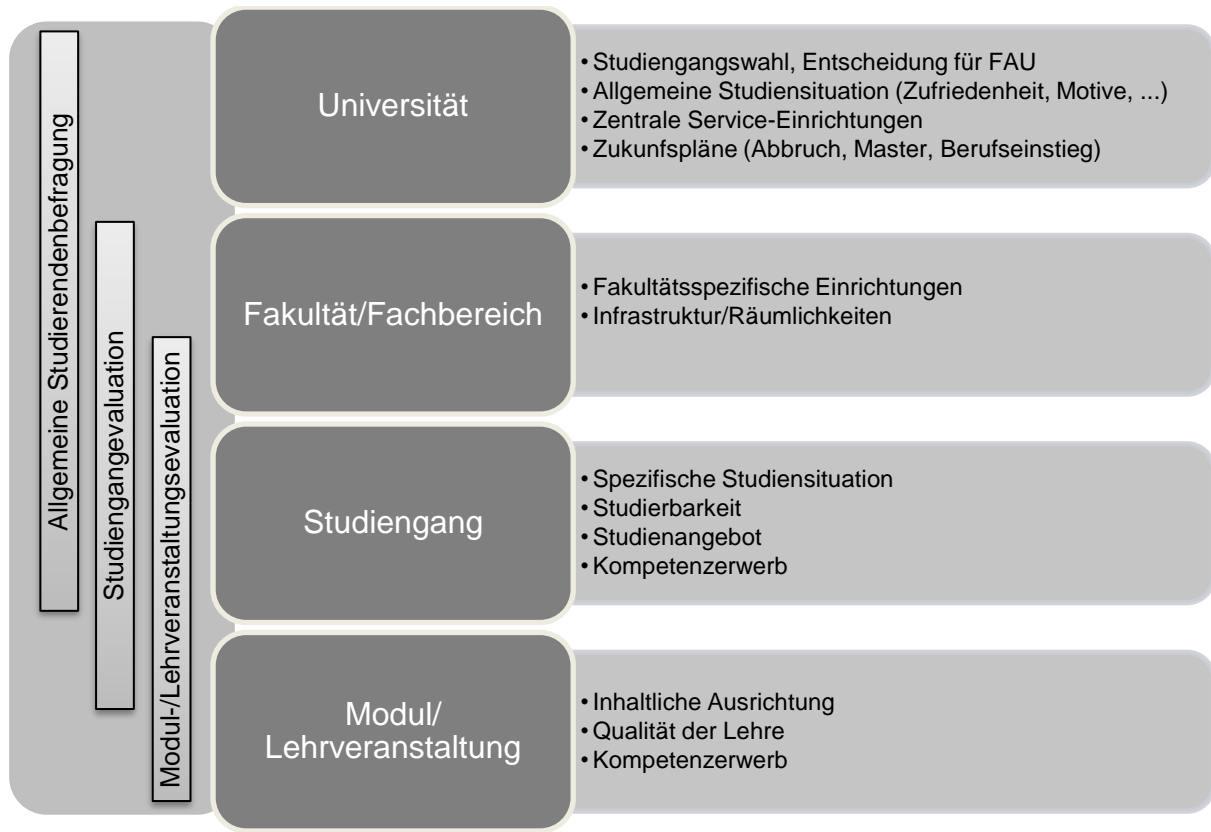 Allgemeine Studierendenbefragung
Studiengangevaluation
Modul-/Lehrveranstaltungsevaluation
Universität
• Studiengangswahl, Entscheidung für FAU
• Allgemeine Studiensituation (Zufriedenheit, Motive, ...)
• Zentrale Service-Einrichtungen
• Zukunfspläne (Abbruch, Master, Berufseinstieg)
Fakultät/Fachbereich
• Fakultätsspezifische Einrichtungen
• Infrastruktur/Räumlichkeiten
Studiengang
• Spezifische Studiensituation
• Studierbarkeit
• Studienangebot
• Kompetenzerwerb
Modul/
Lehrveranstaltung
• Inhaltliche Ausrichtung
• Qualität der Lehre
• Kompetenzerwerb